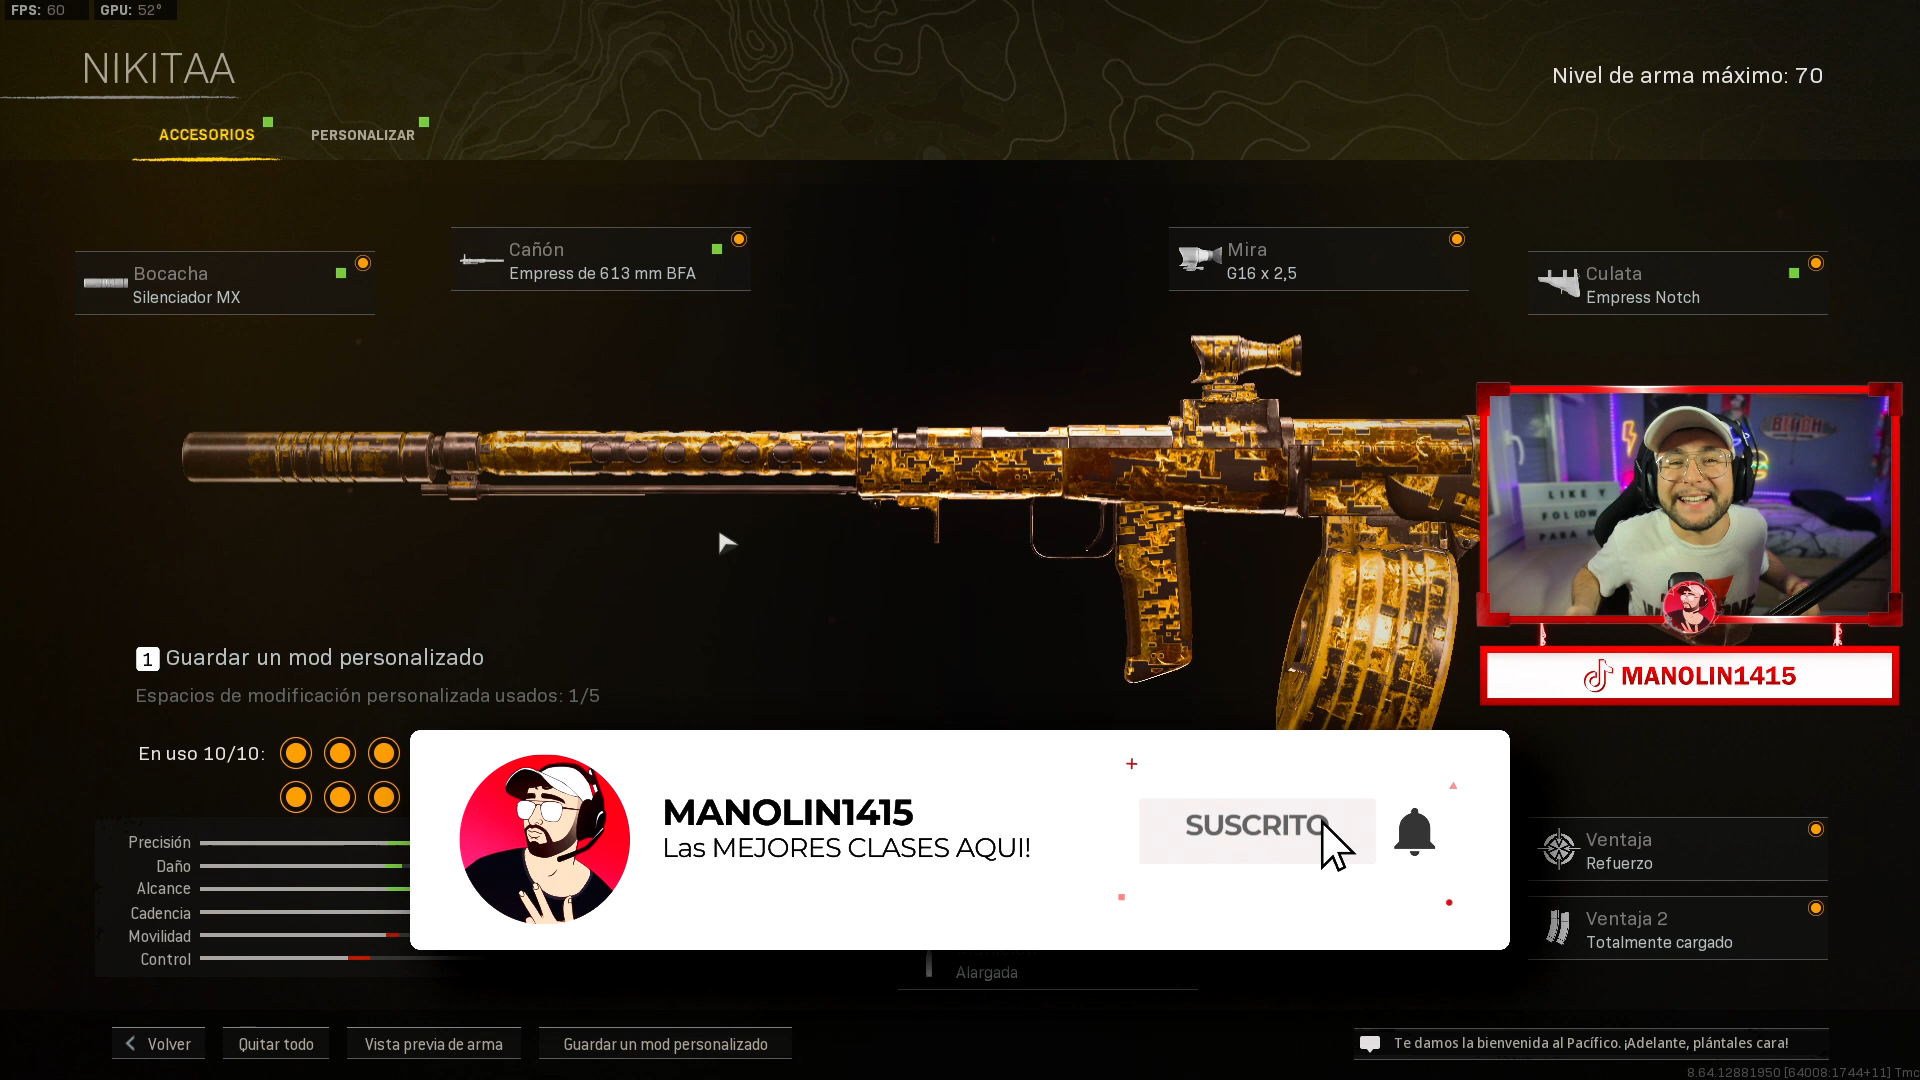 FPS: 60 GPU: 52°
NIKITAA
Nivel de arma máximo: 70
ACCESORIOS
PERSONALIZAR
Bocacha
Silenciador MX
Cañón
Empress de 613 mm BFA
Mira
G16 x 2,5
Culata
Empress Notch
LIKE Y
FOLLOW
PARA
MANOLIN1415
1 Guardar un mod personalizado
Espacios de modificación personalizada usados: 1/5
En uso 10/10:
Precisión
Daño
Alcance
Cadencia
Movilidad
Control
MANOLIN1415
Las MEJORES CLASES AQUI!
SUSCRITO
Alargada
Ventaja
Refuerzo
Ventaja 2
Totalmente cargado
Volver
Quitar todo
Vista previa de arma
Guardar un mod personalizado
Te damos la bienvenida al Pacífico. ¡Adelante, plántales cara!
8.64.12881950 [64008:1744+11] Tmc